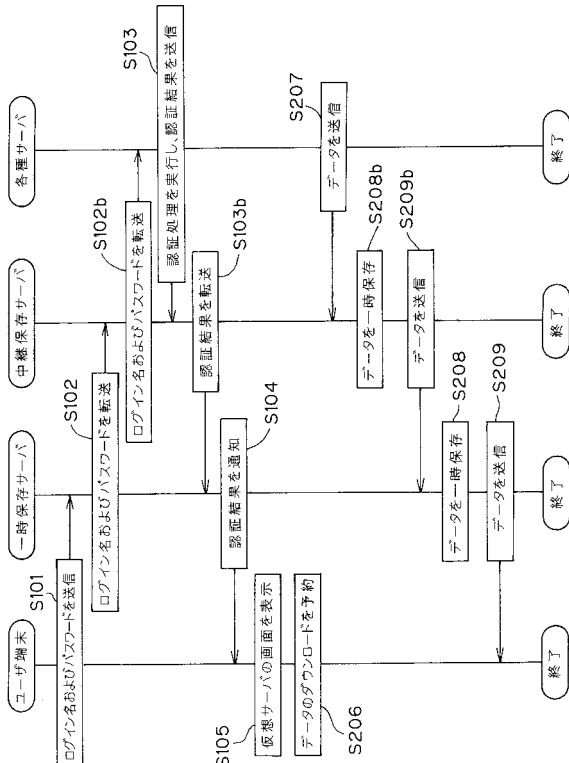 ユーザ端末
一時保存サーバ
中継保存サーバ
各種サーバ
S101
ログイン名およびパスワードを送信
S102
ログイン名およびパスワードを転送
S102b
ログイン名およびパスワードを転送
S103
認証処理を実行し、認証結果を送信
S103b
認証結果を転送
S104
認証結果を通知
S105
仮想サーバの画面を表示
S206
データのダウンロードを予約
S207
データを送信
S208b
データを一時保存
S209b
データを送信
S208
データを一時保存
S209
データを送信
終了
終了
終了
終了